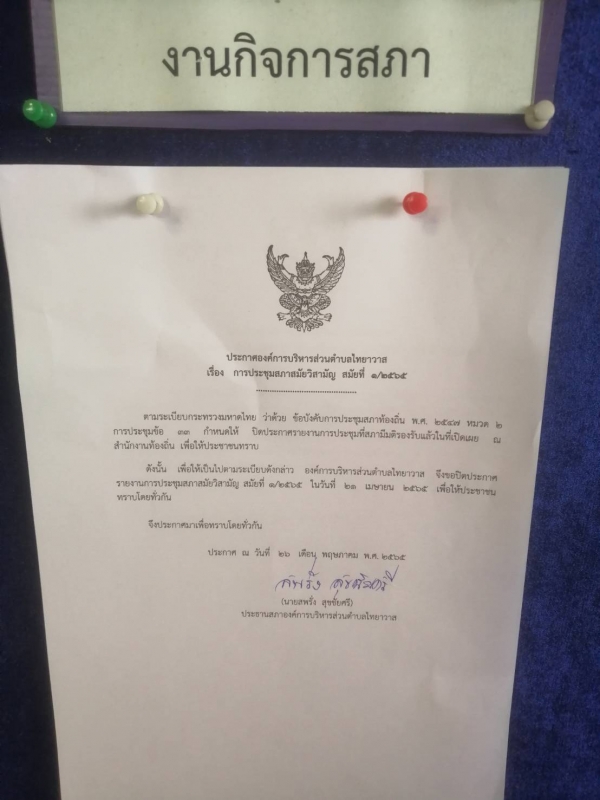 งานกิจการสภา
ประกาศองค์การบริหารส่วนตำบลไทยาวาส
เรื่อง การประชุมสภาสมัยวิสามัญ สมัยที่ ๑/๒๕๖๕
ตามระเบียบกระทรวงมหาดไทย ว่าด้วย ข้อบังคับการประชุมสภาท้องถิ่น พ.ศ. ๒๕๔๗ หมวด ๒
การประชุมข้อ ๓๓ กำหนดให้ ปิดประกาศรายงานการประชุมที่สภามีมติรองรับแล้วในที่เปิดเผย ณ
สำนักงานท้องถิ่น เพื่อให้ประชาชนทราบ
ดังนั้น เพื่อให้เป็นไปตามระเบียบดังกล่าว องค์การบริหารส่วนตำบลไทยาวาส จึงขอปิดประกาศ
รายงานการประชุมสภาสมัยวิสามัญ สมัยที่ ๑/๒๕๖๕ ในวันที่ ๒๑ เมษายน ๒๕๖๕ เพื่อให้ประชาชน
ทราบโดยทั่วกัน
จึงประกาศมาเพื่อทราบโดยทั่วกัน
ประกาศ ณ วันที่ ๒๖ เดือน พฤษภาคม พ.ศ.๒๕๖๕
(นายสพรั่ง สุขชัยศรี)
ประธานสภาองค์การบริหารส่วนตำบลไทยาวาส